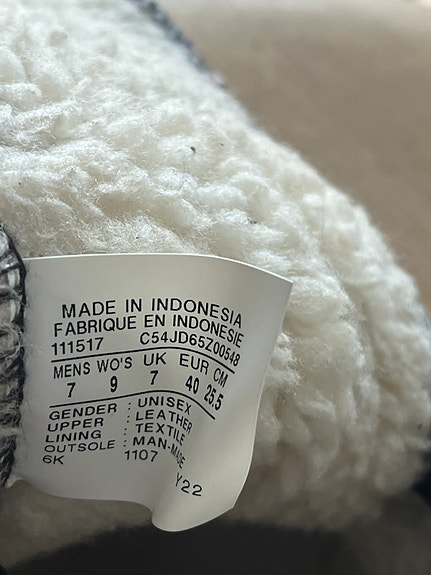 MADE IN INDONESIA
FABRIQUE EN INDONESIE
111517 C54JD65Z00548
MENS WO'S UK EUR CM
7 9 7 40 25.5
GENDER : UNISEX
UPPER : LEATHER
LINING : TEXTILE
OUTSOLE : MAN-MADE
6K 1107 Y22